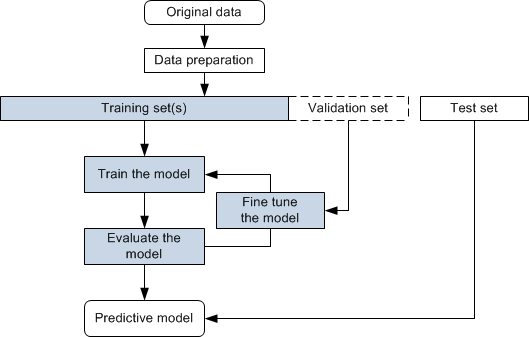 Original data
Data preparation
Training set(s)
Validation set
Test set
Train the model
Fine tune
the model
Evaluate the
model
Predictive model